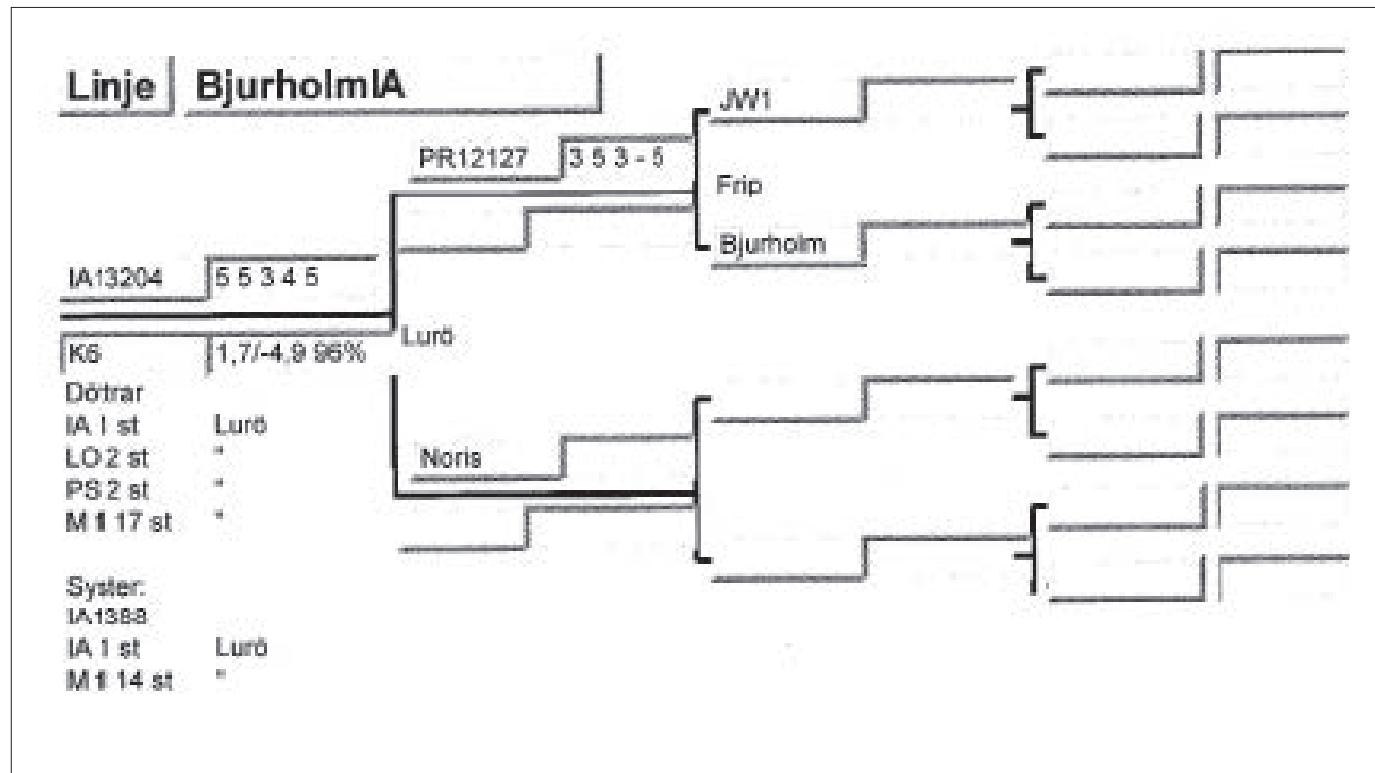 Linje BjurholmIA
JW1
PR12127 3 5 3 - 5
Frip
Bjurholm
IA13204 5 5 3 4 5
Lurö
K6 1,7/-4,9 96%
Döttrar
IA 1 st Lurö
LO 2 st "
Noris
PS 2 st "
M fl 17 st "
Syster:
IA1388
IA 1 st Lurö
M fl 14 st "